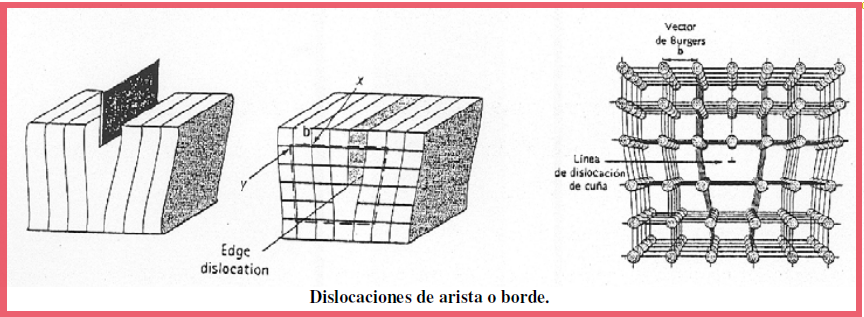 x
b
y
Edge
dislocation
Vector
de Burgers
b
Línea
de dislocación
de cuña
⊥
Dislocaciones de arista o borde.